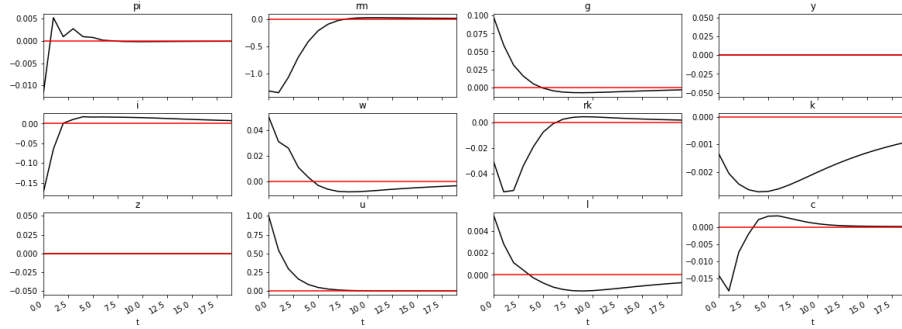 pi
rm
g
y
0.005
0.000
−0.005
−0.010
0.0
−0.5
−1.0
0.100
0.075
0.050
0.025
0.000
0.050
0.025
0.000
−0.025
−0.050
i
w
rk
k
0.00
−0.05
−0.10
−0.15
0.04
0.02
0.00
0.00
−0.02
−0.04
0.000
−0.001
−0.002
z
u
l
c
0.050
0.025
0.000
−0.025
−0.050
1.00
0.75
0.50
0.25
0.00
0.004
0.002
0.000
0.000
−0.005
−0.010
−0.015
0.0 2.5 5.0 7.5 10.0 12.5 15.0 17.5
0.0 2.5 5.0 7.5 10.0 12.5 15.0 17.5
0.0 2.5 5.0 7.5 10.0 12.5 15.0 17.5
0.0 2.5 5.0 7.5 10.0 12.5 15.0 17.5
t
t
t
t